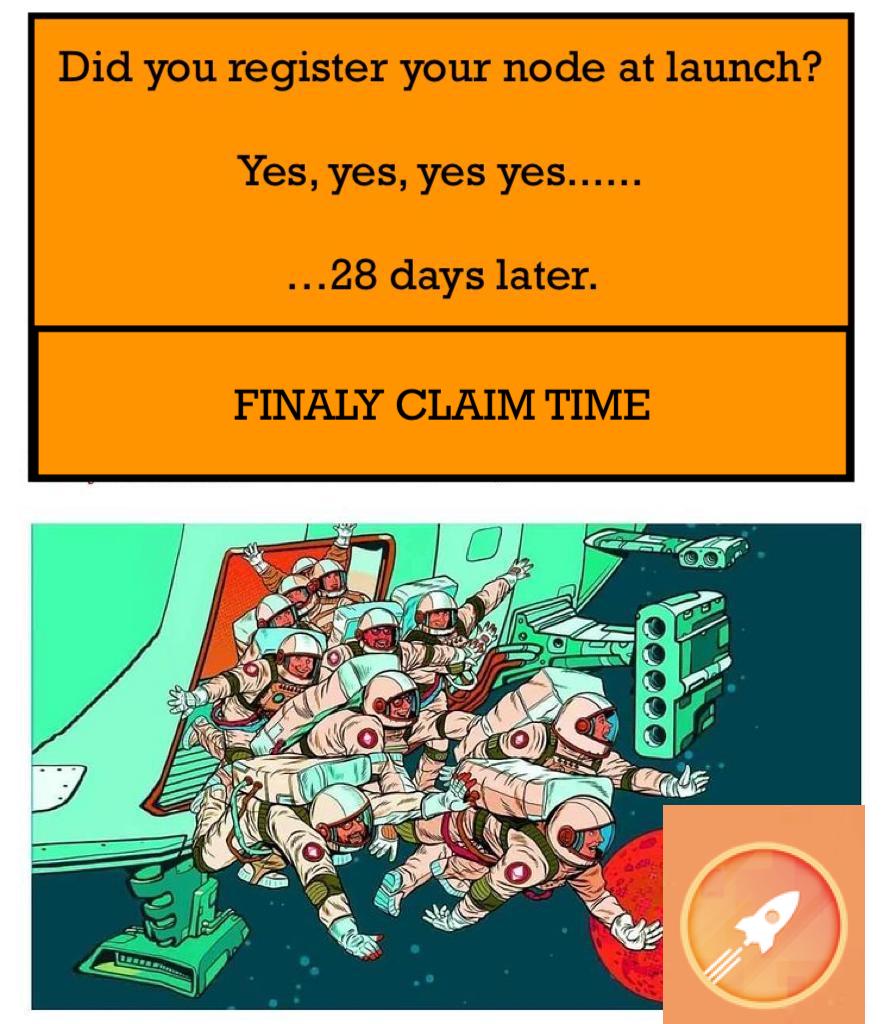 Did you register your node at launch?
Yes, yes, yes yes......
...28 days later.
FINALY CLAIM TIME